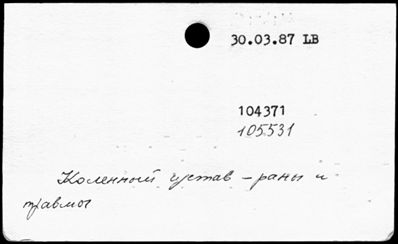 30.03.87 LB
104371
105531
Коленный сустав – раны и
травмы